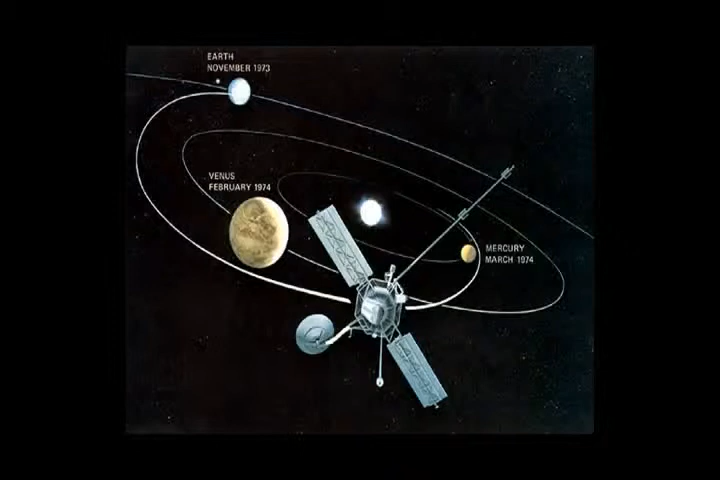 EARTH
NOVEMBER 1973
VENUS
FEBRUARY 1974
MERCURY
MARCH 1974